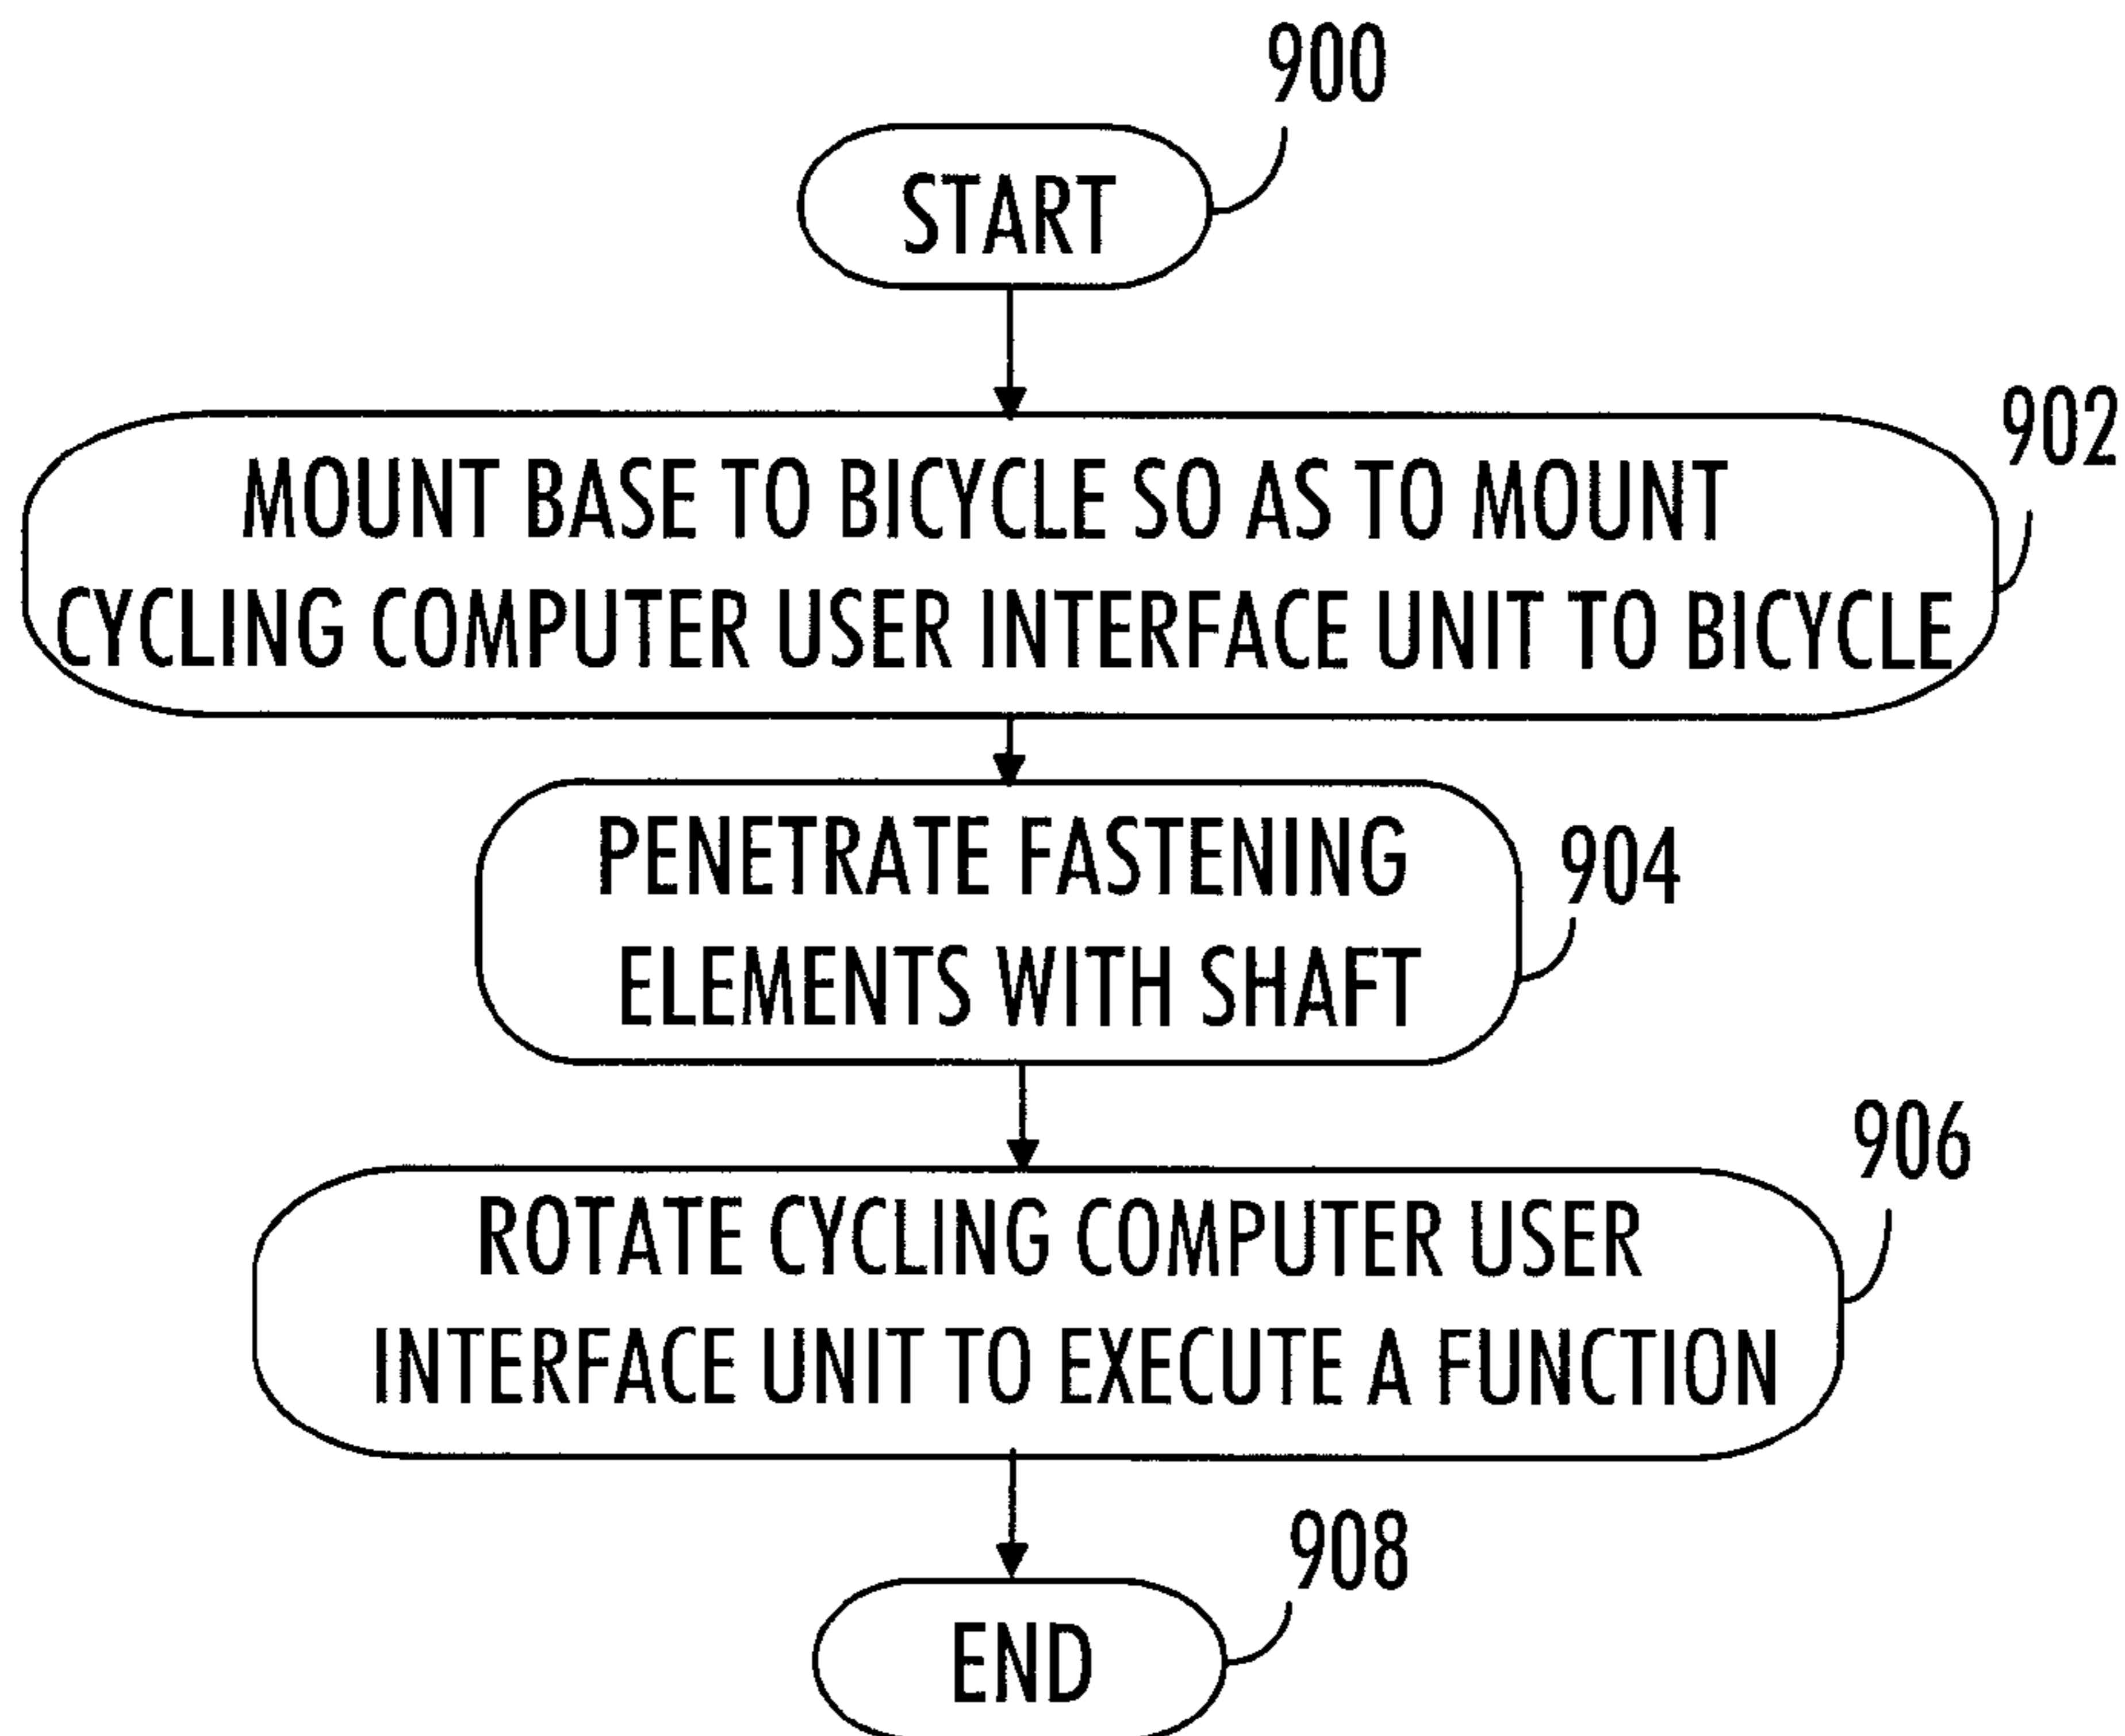 900
START
902
MOUNT BASE TO BICYCLE SO AS TO MOUNT
CYCLING COMPUTER USER INTERFACE UNIT TO BICYCLE
904
PENETRATE FASTENING
ELEMENTS WITH SHAFT
906
ROTATE CYCLING COMPUTER USER
INTERFACE UNIT TO EXECUTE A FUNCTION
908
END